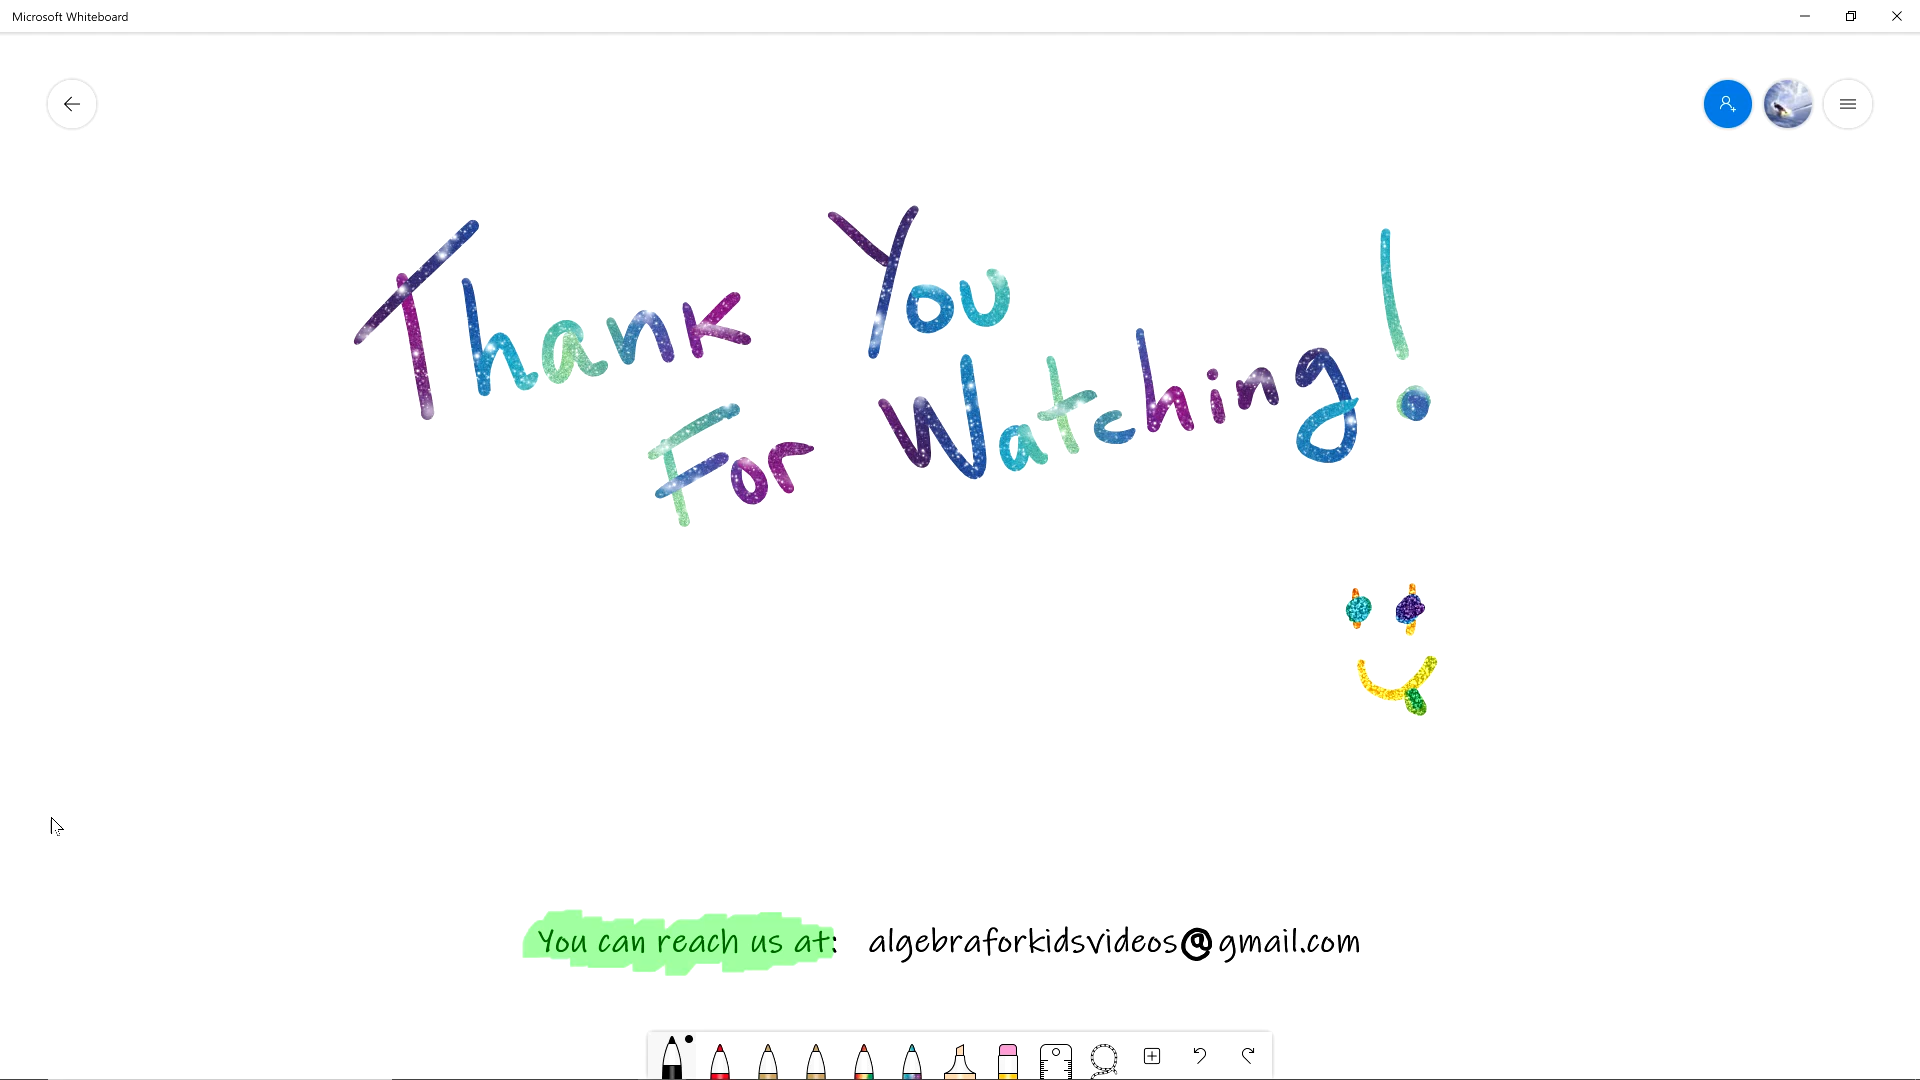 Microsoft Whiteboard
Thank You
For Watching!
You can reach us at: algebraforkidsvideos@gmail.com